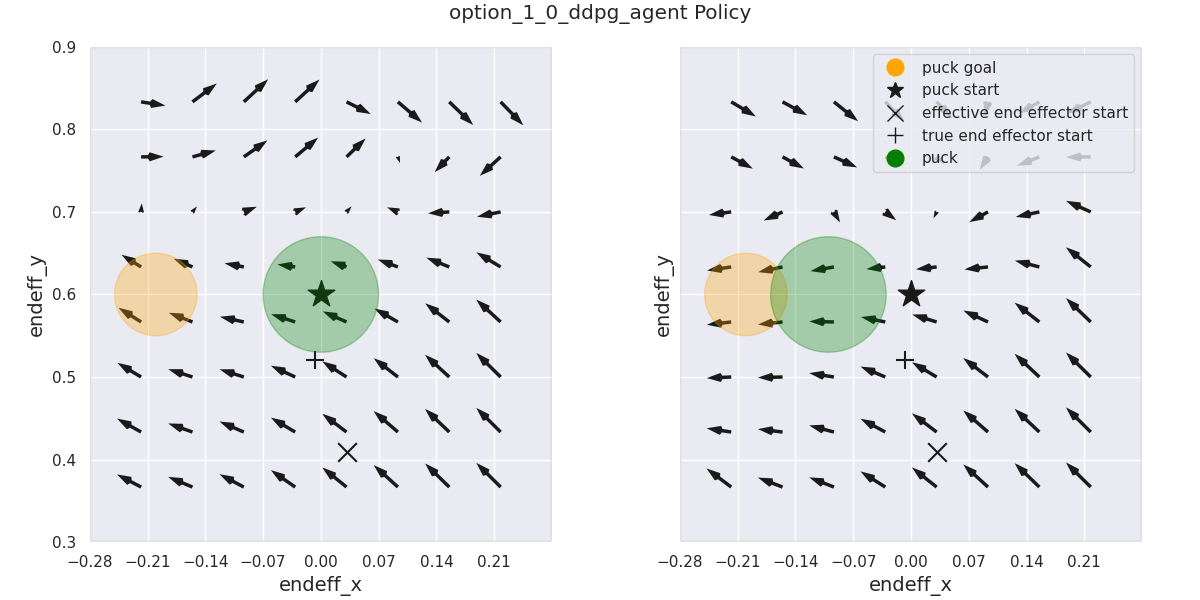 option_1_0_ddpg_agent Policy
0.9
0.8
0.7
0.6
0.5
0.4
0.3
endeff_y
−0.28 −0.21 −0.14 −0.07 0.00 0.07 0.14 0.21
endeff_x
puck goal
puck start
effective end effector start
true end effector start
puck
endeff_y
−0.28 −0.21 −0.14 −0.07 0.00 0.07 0.14 0.21
endeff_x